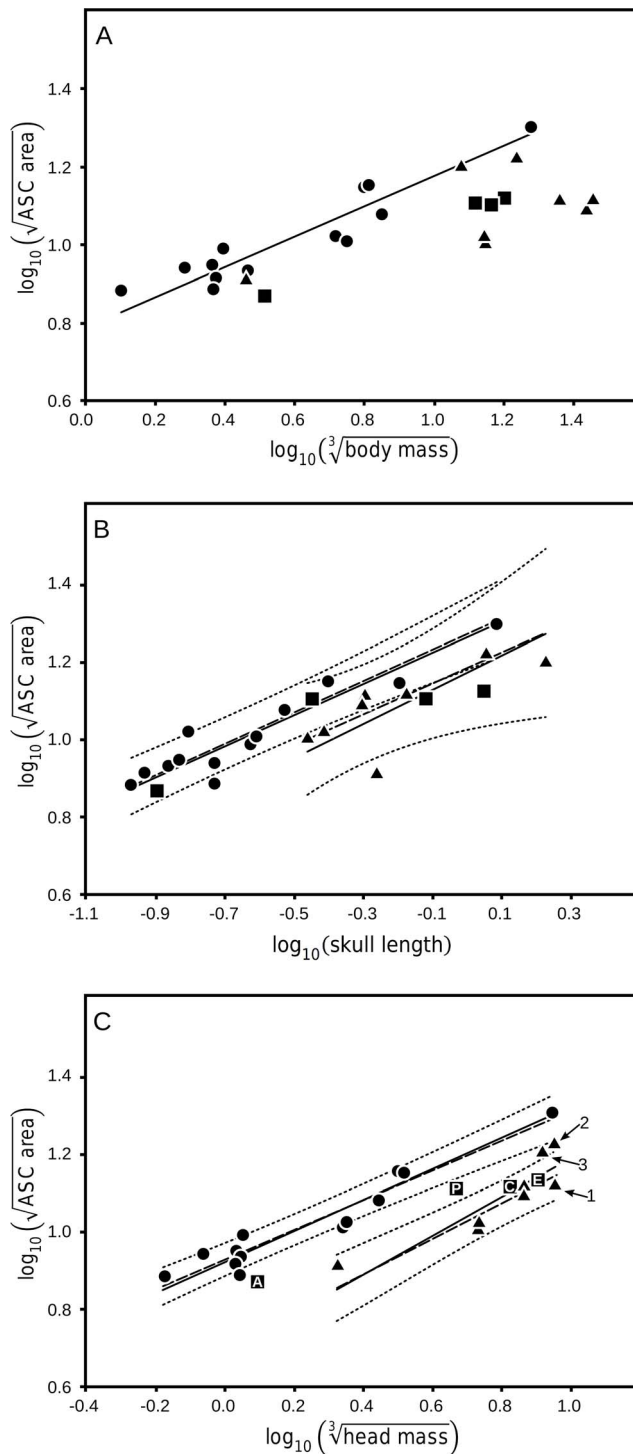 A
log₁₀(√ASC area)
1.4
1.2
1.0
0.8
0.6
0.0 0.2 0.4 0.6 0.8 1.0 1.2 1.4
log₁₀(∛body mass)
B
log₁₀(√ASC area)
1.4
1.2
1.0
0.8
0.6
-1.1 -0.9 -0.7 -0.5 -0.3 -0.1 0.1 0.3
log₁₀(skull length)
C
log₁₀(√ASC area)
1.4
1.2
1.0
0.8
0.6
2
3
P C E
1
A
-0.4 -0.2 0.0 0.2 0.4 0.6 0.8 1.0
log₁₀(∛head mass)